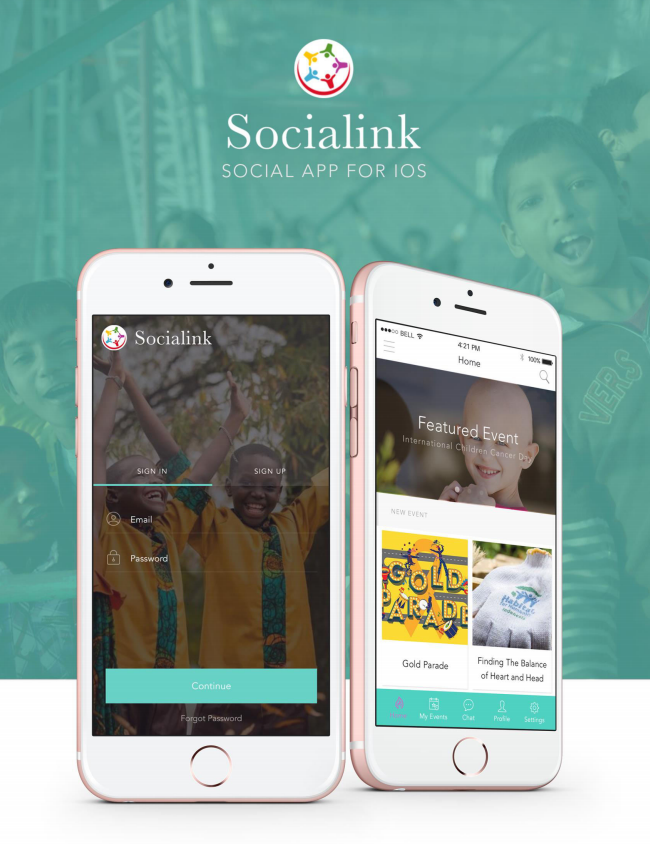 Socialink
SOCIAL APP FOR IOS
Socialink
SIGN IN
SIGN UP
Email
Password
Continue
Forgot Password
BELL
4:21 PM
100%
Home
Featured Event
International Children Cancer Day
NEW EVENT
GOLD
PARADE
Habitat
Gold Parade
Finding The Balance
of Heart and Head
Home
My Events
Chat
Profile
Settings
VERS